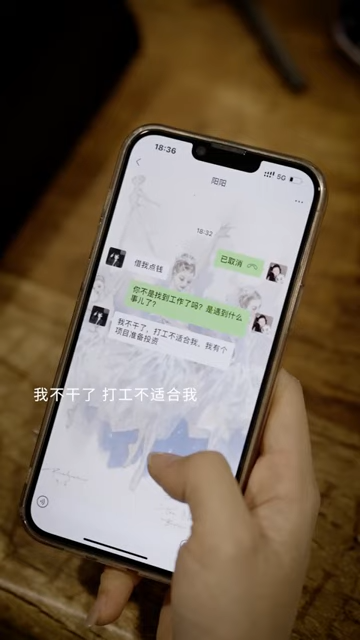 18:36
5G
阳阳
18:32
已取消
借我点钱
你不是找到工作了吗？是遇到什么
事儿了？
我不干了，打工不适合我。我有个
项目准备投资
我不干了 打工不适合我